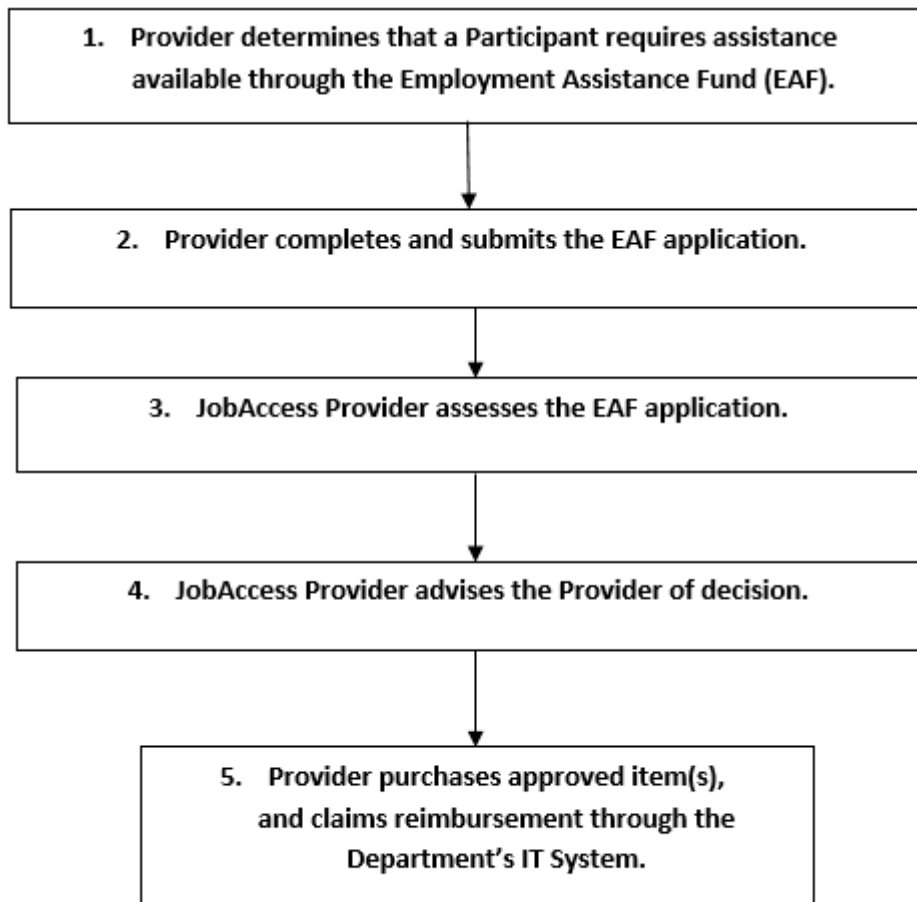 1. Provider determines that a Participant requires assistance
available through the Employment Assistance Fund (EAF).
2. Provider completes and submits the EAF application.
3. JobAccess Provider assesses the EAF application.
4. JobAccess Provider advises the Provider of decision.
5. Provider purchases approved item(s),
and claims reimbursement through the
Department’s IT System.